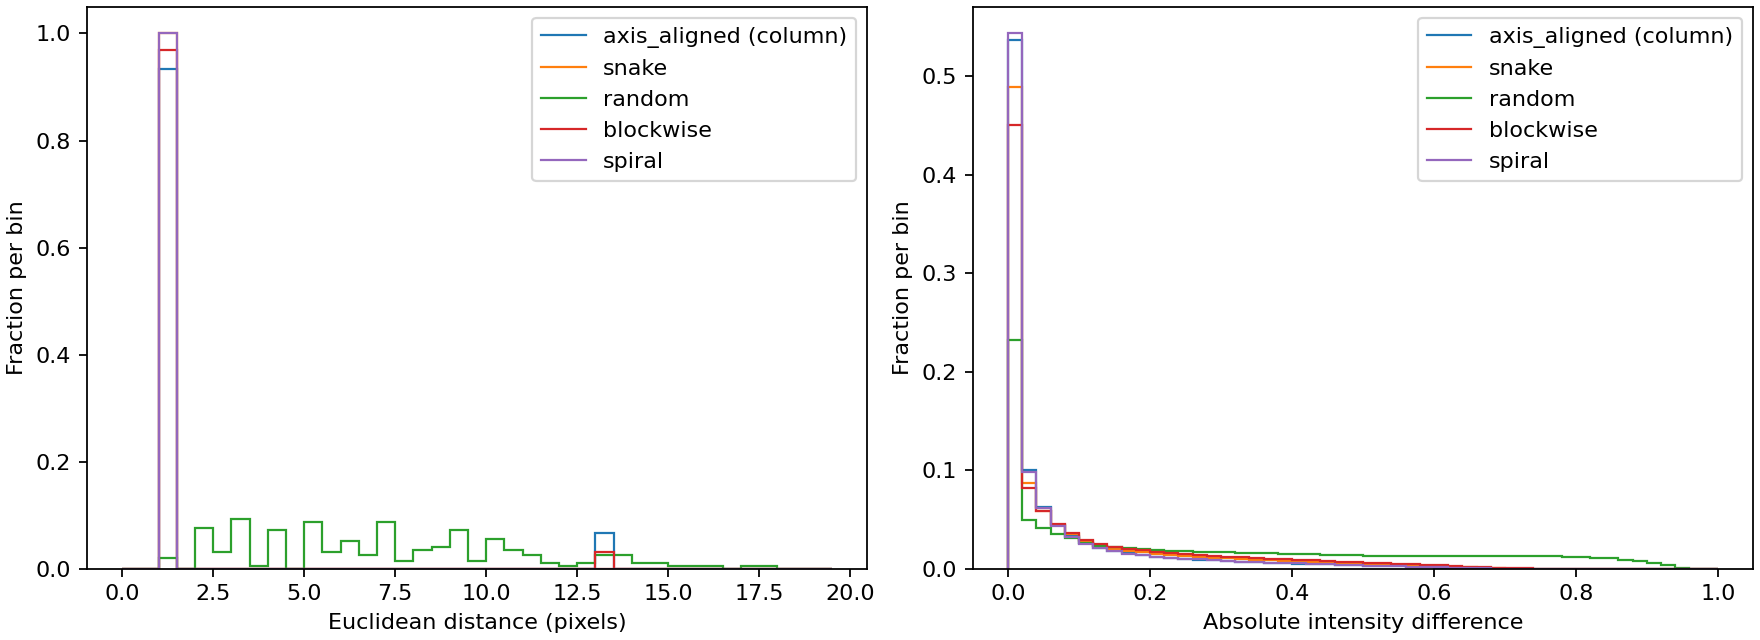 Fraction per bin
1.0
0.8
0.6
0.4
0.2
0.0
axis_aligned (column)
snake
random
blockwise
spiral
0.0 2.5 5.0 7.5 10.0 12.5 15.0 17.5 20.0
Euclidean distance (pixels)
Fraction per bin
0.5
0.4
0.3
0.2
0.1
0.0
axis_aligned (column)
snake
random
blockwise
spiral
0.0 0.2 0.4 0.6 0.8 1.0
Absolute intensity difference